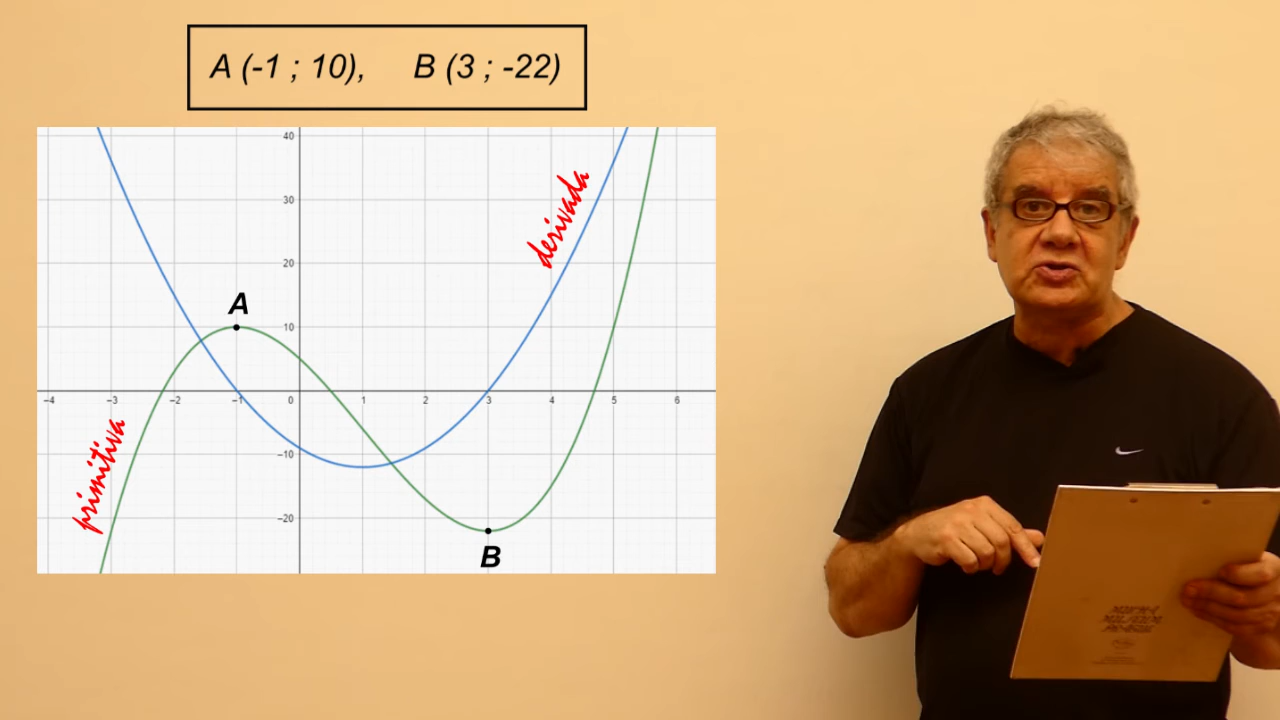 A (-1 ; 10), B (3 ; -22)
40
30
derivada
20
A
10
−4 −3 −2 −1 0 1 2 3 4 5 6
primitiva
−10
−20
B